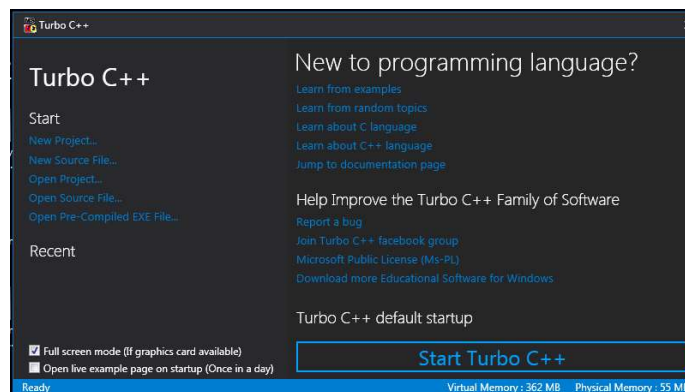 Turbo C++
Turbo C++
Start
New Project...
New Source File...
Open Project...
Open Source File...
Open Pre-Compiled EXE File...
Recent
Full screen mode (If graphics card available)
Open live example page on startup (Once in a day)
New to programming language?
Learn from examples
Learn from random topics
Learn about C language
Learn about C++ language
Jump to documentation page
Help Improve the Turbo C++ Family of Software
Report a bug
Join Turbo C++ facebook group
Microsoft Public License (Ms-PL)
Download more Educational Software for Windows
Turbo C++ default startup
Start Turbo C++
Ready
Virtual Memory : 362 MB Physical Memory : 55 M